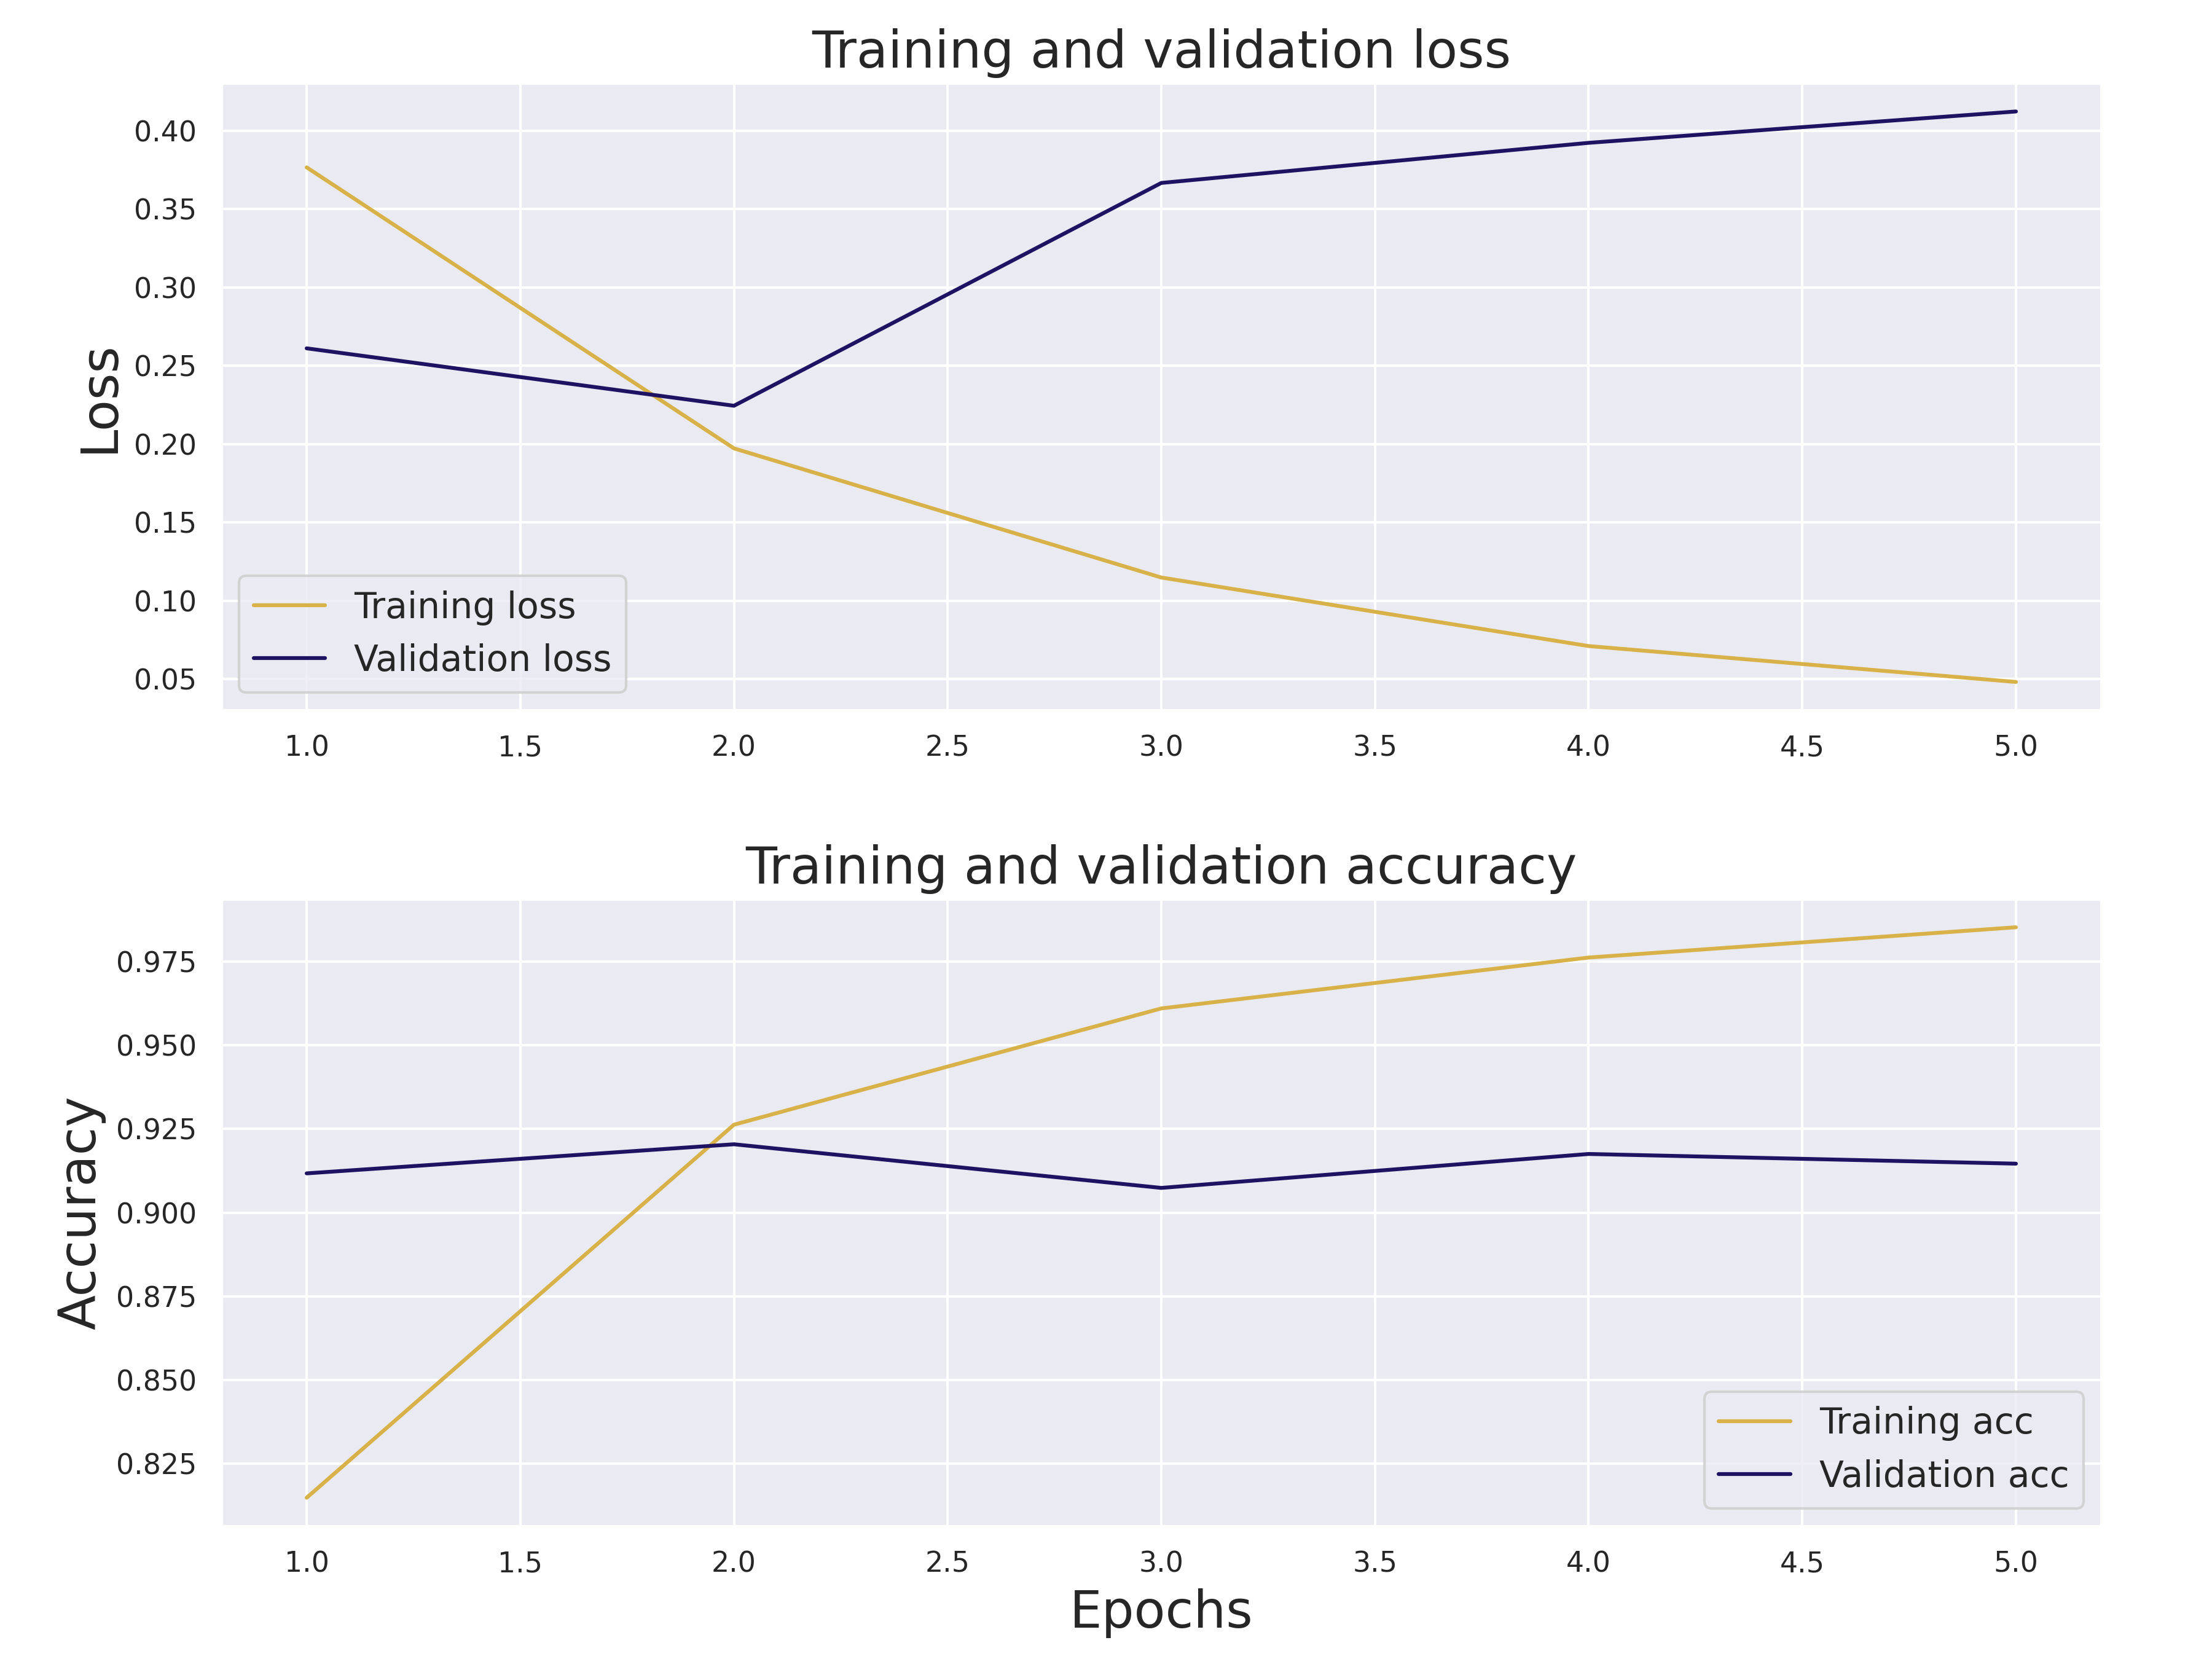 Training and validation loss
0.40
0.35
0.30
0.25
0.20
0.15
0.10
0.05
Loss
Training loss
Validation loss
1.0 1.5 2.0 2.5 3.0 3.5 4.0 4.5 5.0
Training and validation accuracy
0.975
0.950
0.925
0.900
0.875
0.850
0.825
Accuracy
Training acc
Validation acc
1.0 1.5 2.0 2.5 3.0 3.5 4.0 4.5 5.0
Epochs